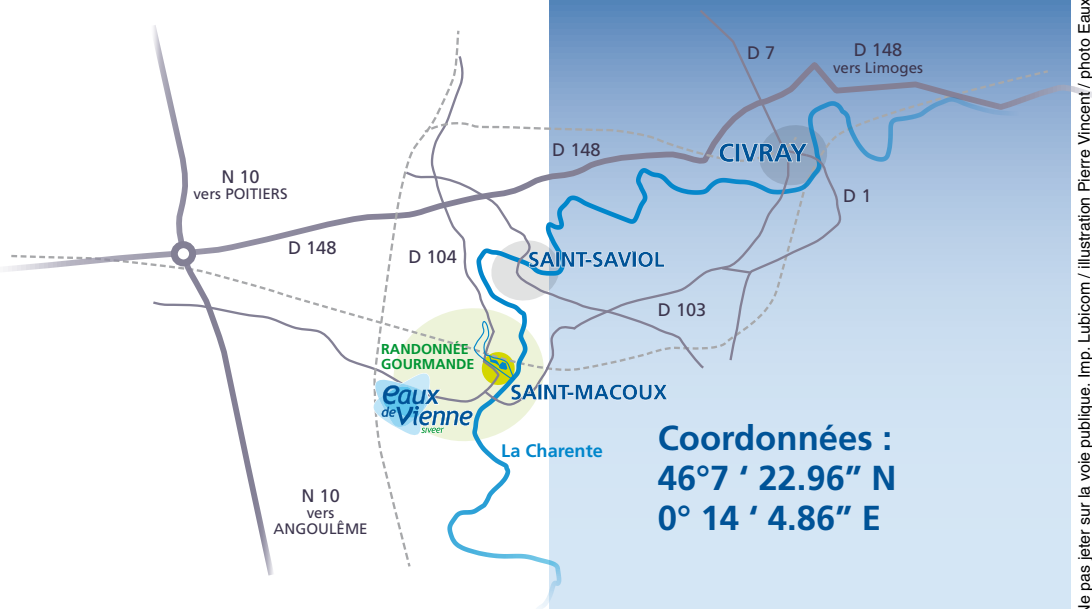 D 7
D 148
vers Limoges
D 148
CIVRAY
N 10
vers POITIERS
D 1
D 148
D 104
SAINT-SAVIOL
D 103
RANDONNÉE
GOURMANDE
eaux
de Vienne
siveer
SAINT-MACOUX
La Charente
Coordonnées :
46°7 ‘ 22.96” N
0° 14 ‘ 4.86” E
N 10
vers
ANGOULÊME
Ne pas jeter sur la voie publique. Imp. Lubicom / illustration Pierre Vincent / photo Eaux